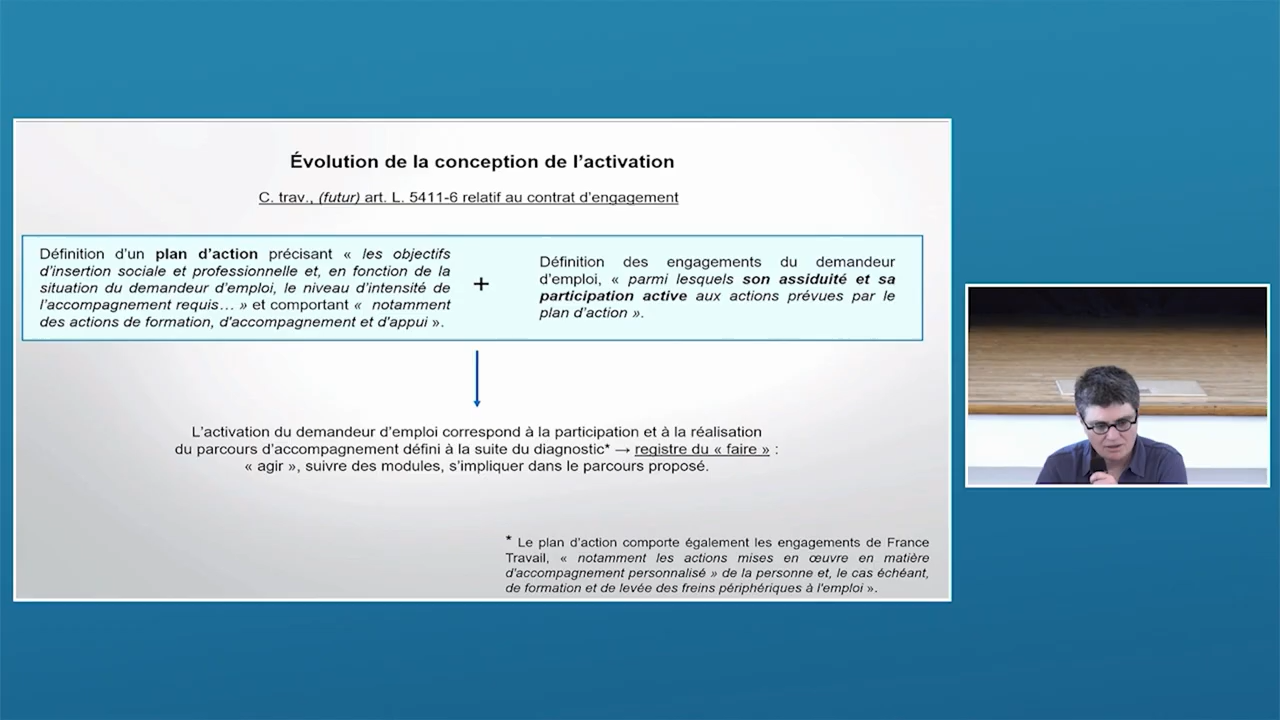 Évolution de la conception de l'activation
C. trav., (futur) art. L. 5411-6 relatif au contrat d'engagement
Définition d'un plan d'action précisant « les objectifs
d'insertion sociale et professionnelle et, en fonction de la
situation du demandeur d'emploi, le niveau d'intensité de
l'accompagnement requis… » et comportant « notamment
des actions de formation, d'accompagnement et d'appui ».
+
Définition des engagements du demandeur
d'emploi, « parmi lesquels son assiduité et sa
participation active aux actions prévues par le
plan d'action ».
L'activation du demandeur d'emploi correspond à la participation et à la réalisation
du parcours d'accompagnement défini à la suite du diagnostic* → registre du « faire » :
« agir », suivre des modules, s'impliquer dans le parcours proposé.
* Le plan d'action comporte également les engagements de France
Travail, « notamment les actions mises en œuvre en matière
d'accompagnement personnalisé » de la personne et, le cas échéant,
de formation et de levée des freins périphériques à l'emploi ».